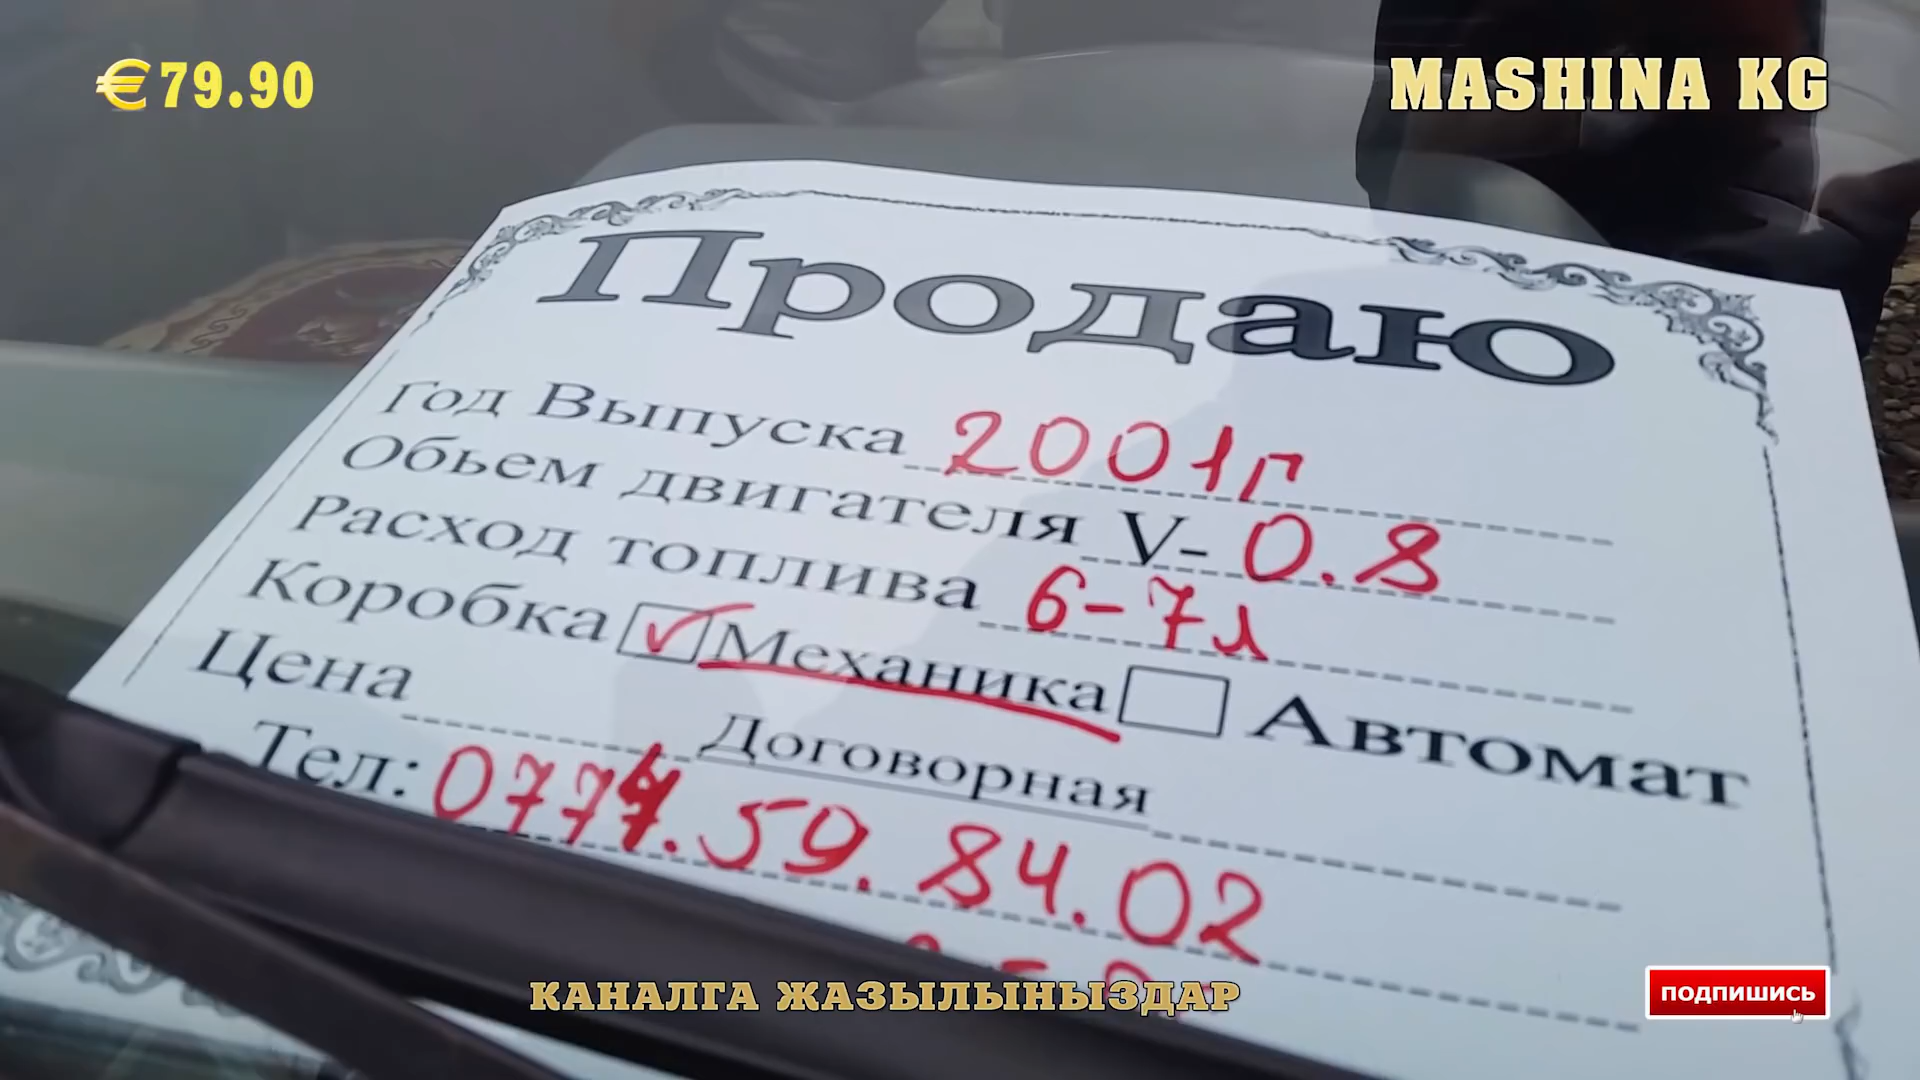 €79.90
MASHINA KG
Продаю
Год Выпуска 2001г
Обьем двигателя V- 0.8
Расход топлива 6-7л
Коробка Механика Автомат
Цена Договорная
Тел: 0777.59.84.02
КАНАЛГА ЖАЗЫЛЫҢЫЗДАР
ПОДПИШИСЬ